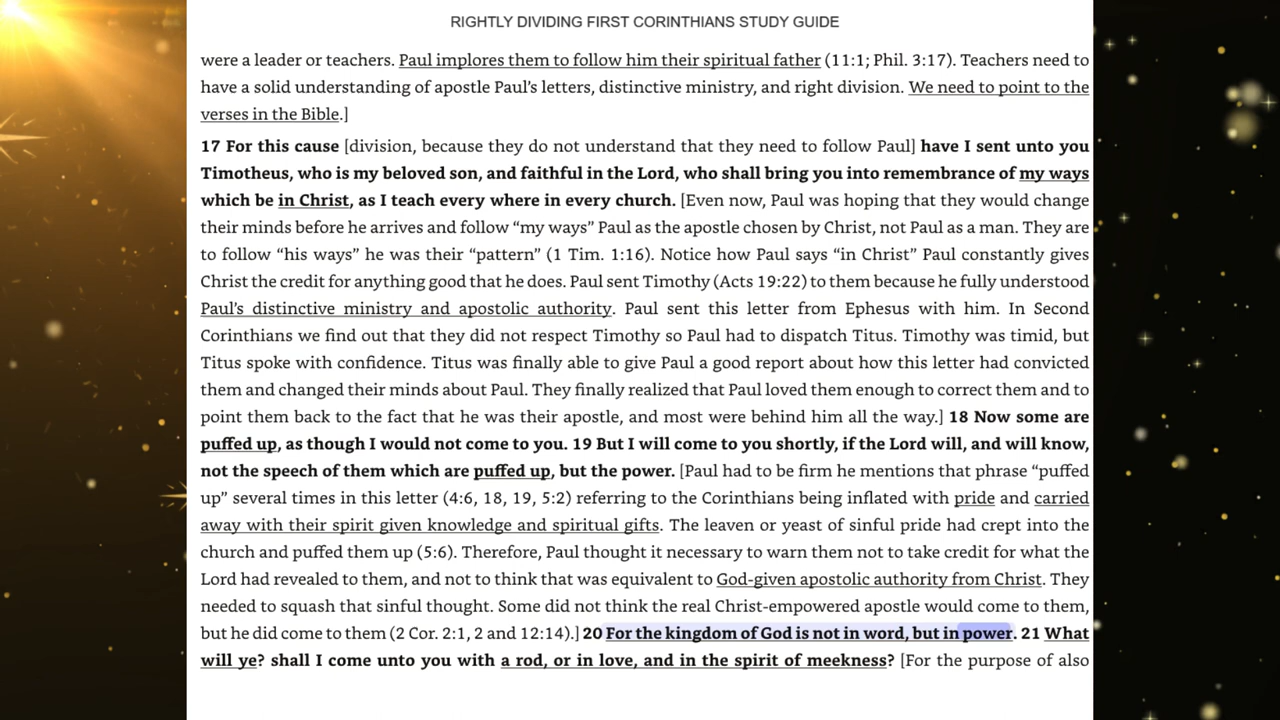 RIGHTLY DIVIDING FIRST CORINTHIANS STUDY GUIDE
were a leader or teachers. Paul implores them to follow him their spiritual father (11:1; Phil. 3:17). Teachers need to
have a solid understanding of apostle Paul's letters, distinctive ministry, and right division. We need to point to the
verses in the Bible.]
17 For this cause [division, because they do not understand that they need to follow Paul] have I sent unto you
Timotheus, who is my beloved son, and faithful in the Lord, who shall bring you into remembrance of my ways
which be in Christ, as I teach every where in every church. [Even now, Paul was hoping that they would change
their minds before he arrives and follow “my ways” Paul as the apostle chosen by Christ, not Paul as a man. They are
to follow “his ways” he was their “pattern” (1 Tim. 1:16). Notice how Paul says “in Christ” Paul constantly gives
Christ the credit for anything good that he does. Paul sent Timothy (Acts 19:22) to them because he fully understood
Paul's distinctive ministry and apostolic authority. Paul sent this letter from Ephesus with him. In Second
Corinthians we find out that they did not respect Timothy so Paul had to dispatch Titus. Timothy was timid, but
Titus spoke with confidence. Titus was finally able to give Paul a good report about how this letter had convicted
them and changed their minds about Paul. They finally realized that Paul loved them enough to correct them and to
point them back to the fact that he was their apostle, and most were behind him all the way.] 18 Now some are
puffed up, as though I would not come to you. 19 But I will come to you shortly, if the Lord will, and will know,
not the speech of them which are puffed up, but the power. [Paul had to be firm he mentions that phrase “puffed
up” several times in this letter (4:6, 18, 19, 5:2) referring to the Corinthians being inflated with pride and carried
away with their spirit given knowledge and spiritual gifts. The leaven or yeast of sinful pride had crept into the
church and puffed them up (5:6). Therefore, Paul thought it necessary to warn them not to take credit for what the
Lord had revealed to them, and not to think that was equivalent to God-given apostolic authority from Christ. They
needed to squash that sinful thought. Some did not think the real Christ-empowered apostle would come to them,
but he did come to them (2 Cor. 2:1, 2 and 12:14).] 20 For the kingdom of God is not in word, but in power. 21 What
will ye? shall I come unto you with a rod, or in love, and in the spirit of meekness? [For the purpose of also